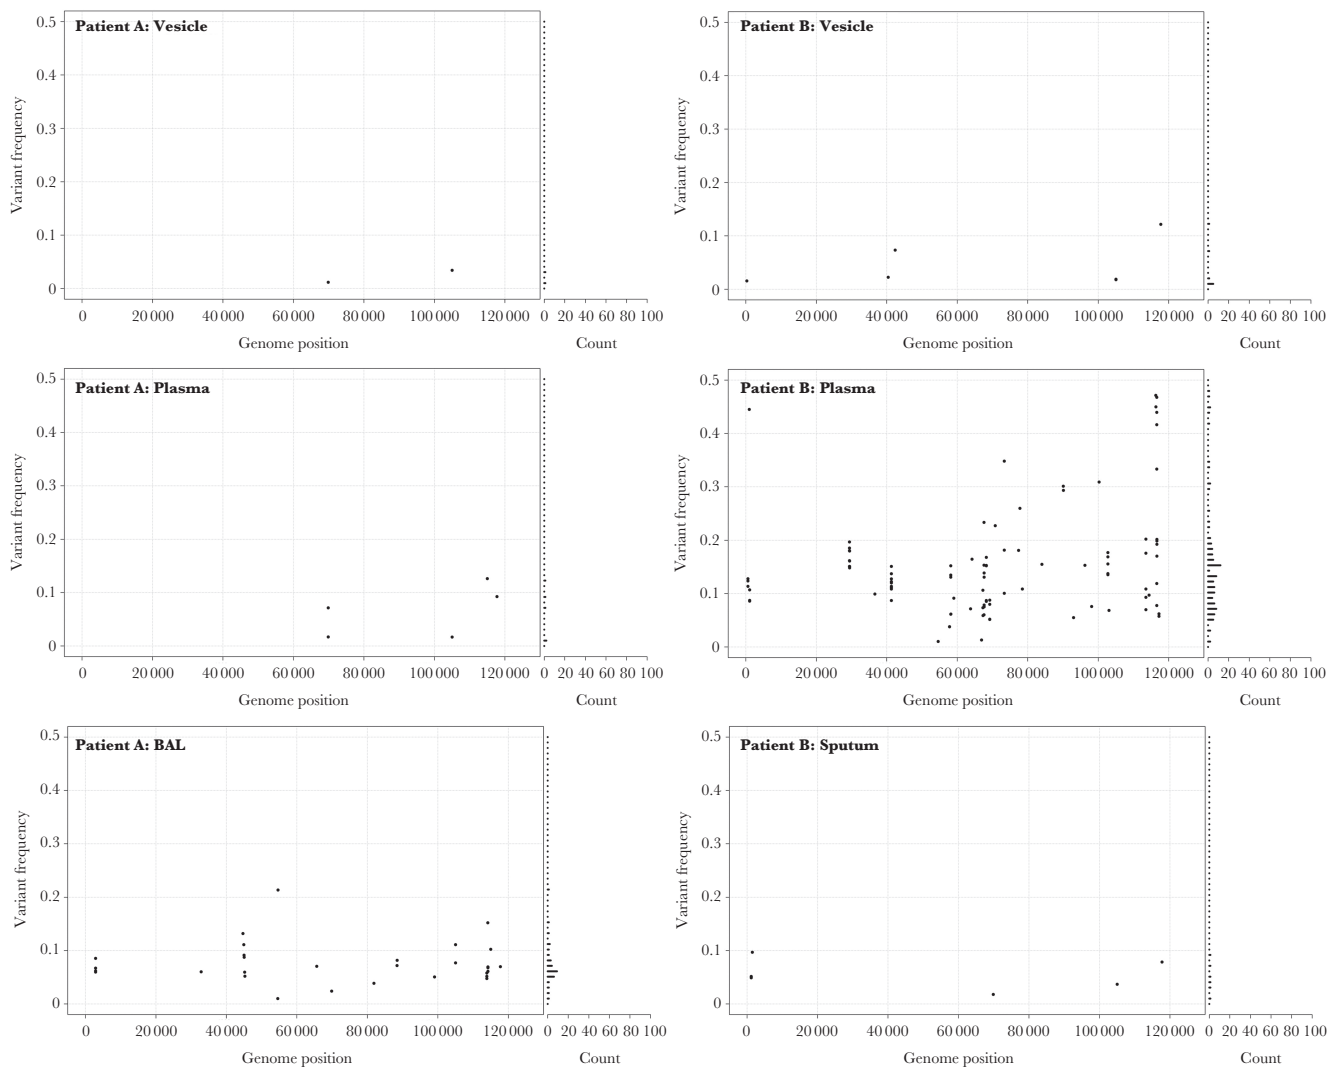 Patient A: Vesicle
Variant frequency
0.5
0.4
0.3
0.2
0.1
0
0 20 000 40 000 60 000 80 000 100 000 120 000
0 20 40 60 80 100
Genome position
Count
Patient B: Vesicle
Variant frequency
0.5
0.4
0.3
0.2
0.1
0
0 20 000 40 000 60 000 80 000 100 000 120 000
0 20 40 60 80 100
Genome position
Count
Patient A: Plasma
Variant frequency
0.5
0.4
0.3
0.2
0.1
0
0 20 000 40 000 60 000 80 000 100 000 120 000
0 20 40 60 80 100
Genome position
Count
Patient B: Plasma
Variant frequency
0.5
0.4
0.3
0.2
0.1
0
0 20 000 40 000 60 000 80 000 100 000 120 000
0 20 40 60 80 100
Genome position
Count
Patient A: BAL
Variant frequency
0.5
0.4
0.3
0.2
0.1
0
0 20 000 40 000 60 000 80 000 100 000 120 000
0 20 40 60 80 100
Genome position
Count
Patient B: Sputum
Variant frequency
0.5
0.4
0.3
0.2
0.1
0
0 20 000 40 000 60 000 80 000 100 000 120 000
0 20 40 60 80 100
Genome position
Count